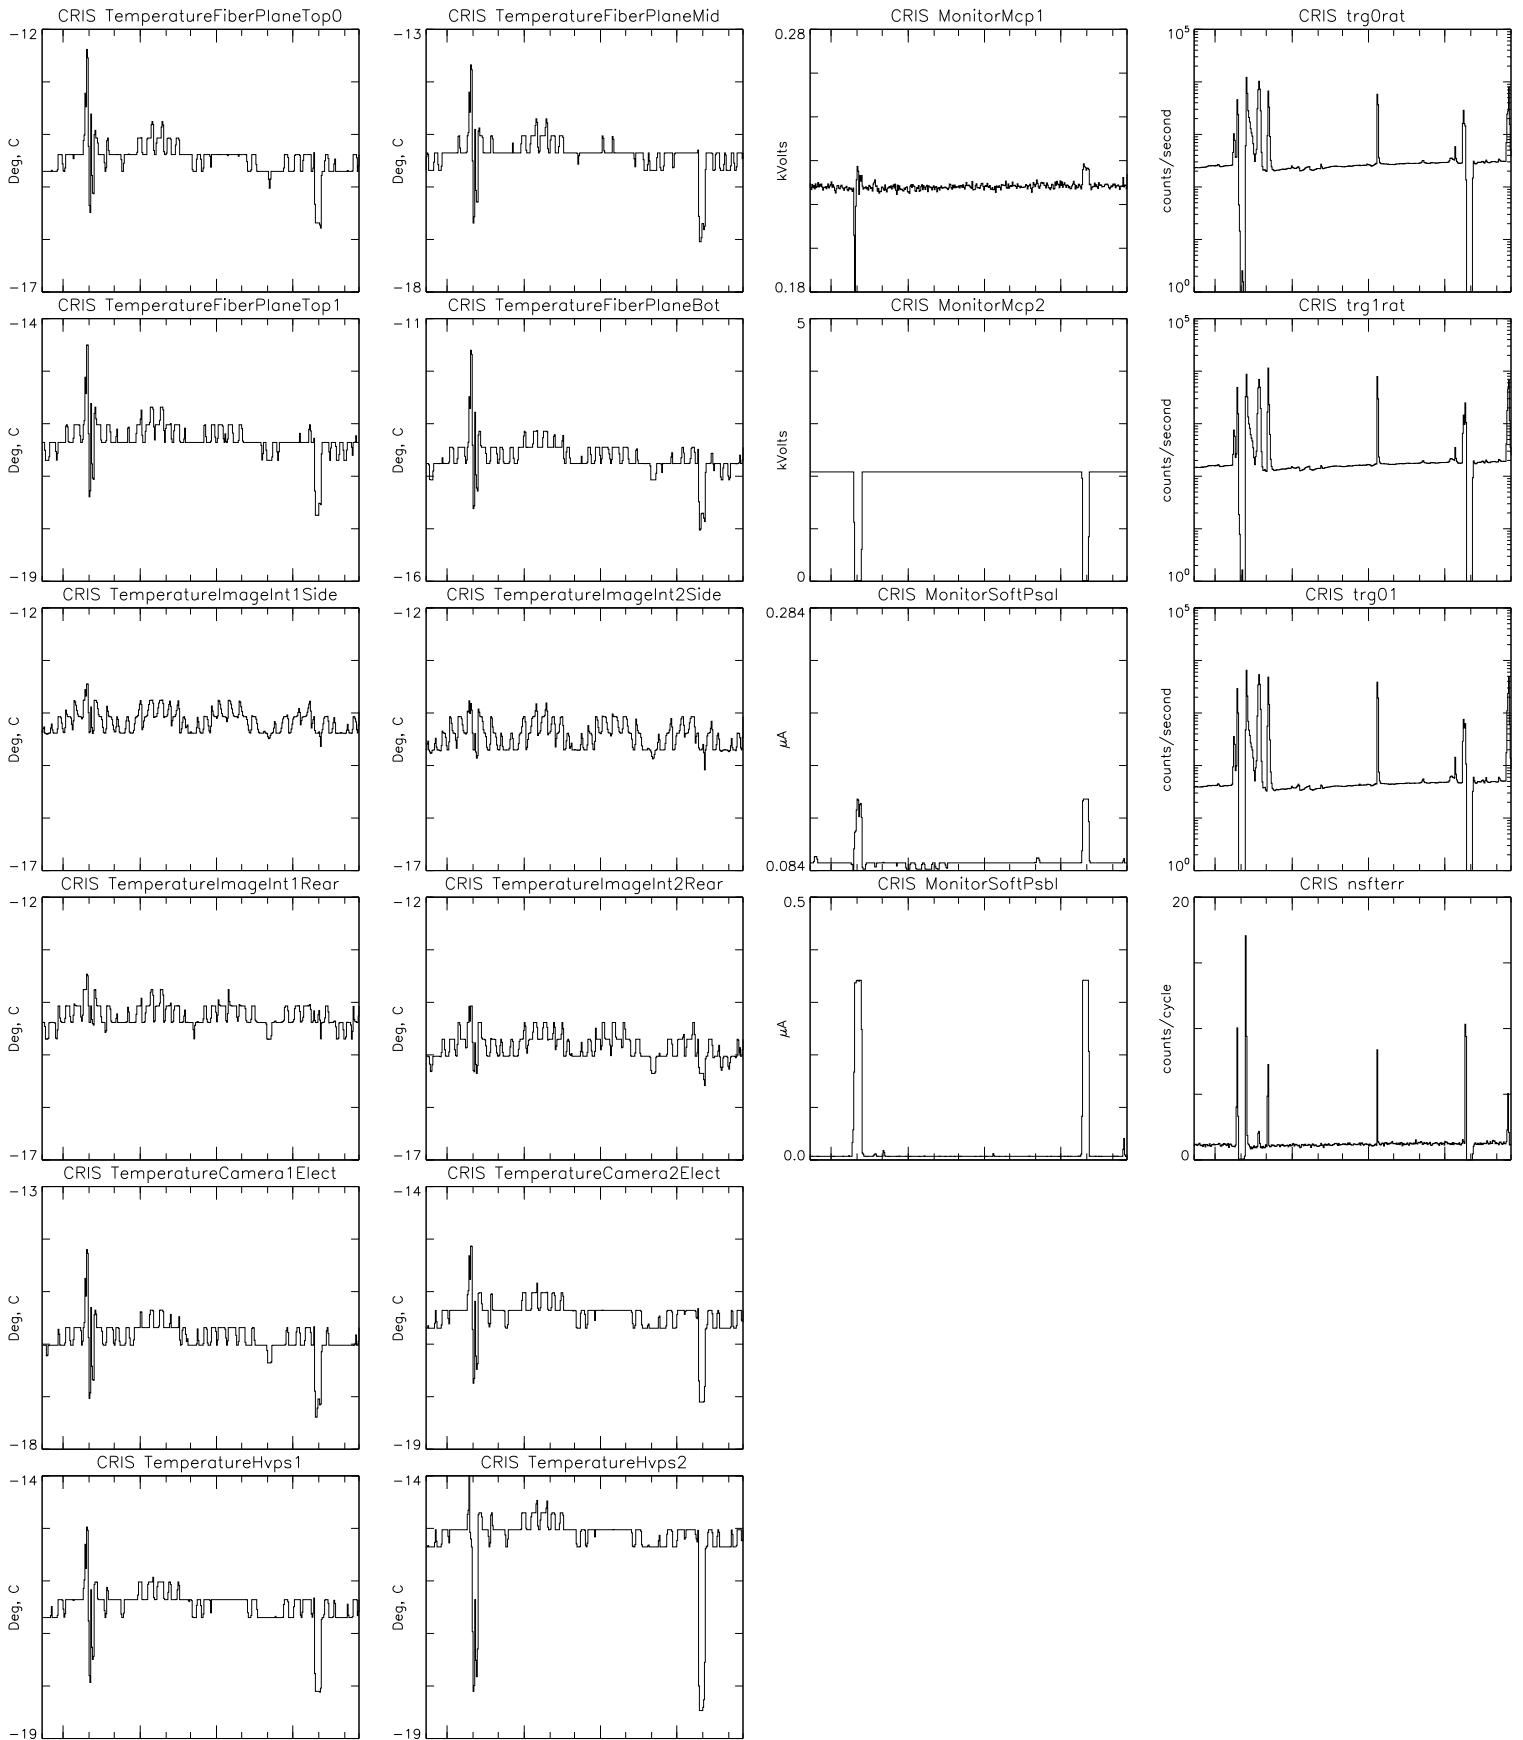 CRIS TemperatureFiberPlaneTop0
CRIS TemperatureFiberPlaneMid
CRIS MonitorMcp1
CRIS trg0rat
-12
Deg, C
-17
-13
Deg, C
-18
0.28
kVolts
0.18
10^5
counts/second
10^0
CRIS TemperatureFiberPlaneTop1
CRIS TemperatureFiberPlaneBot
CRIS MonitorMcp2
CRIS trg1rat
-14
Deg, C
-19
-11
Deg, C
-16
5
kVolts
0
10^5
counts/second
10^0
CRIS TemperatureImageInt1Side
CRIS TemperatureImageInt2Side
CRIS MonitorSoftPsaI
CRIS trg01
-12
Deg, C
-17
-12
Deg, C
-17
0.284
μA
0.084
10^5
counts/second
10^0
CRIS TemperatureImageInt1Rear
CRIS TemperatureImageInt2Rear
CRIS MonitorSoftPsbI
CRIS nsfterr
-12
Deg, C
-17
-12
Deg, C
-17
0.5
μA
0.0
20
counts/cycle
0
CRIS TemperatureCamera1Elect
CRIS TemperatureCamera2Elect
-13
Deg, C
-18
-14
Deg, C
-19
CRIS TemperatureHvps1
CRIS TemperatureHvps2
-14
Deg, C
-19
-14
Deg, C
-19